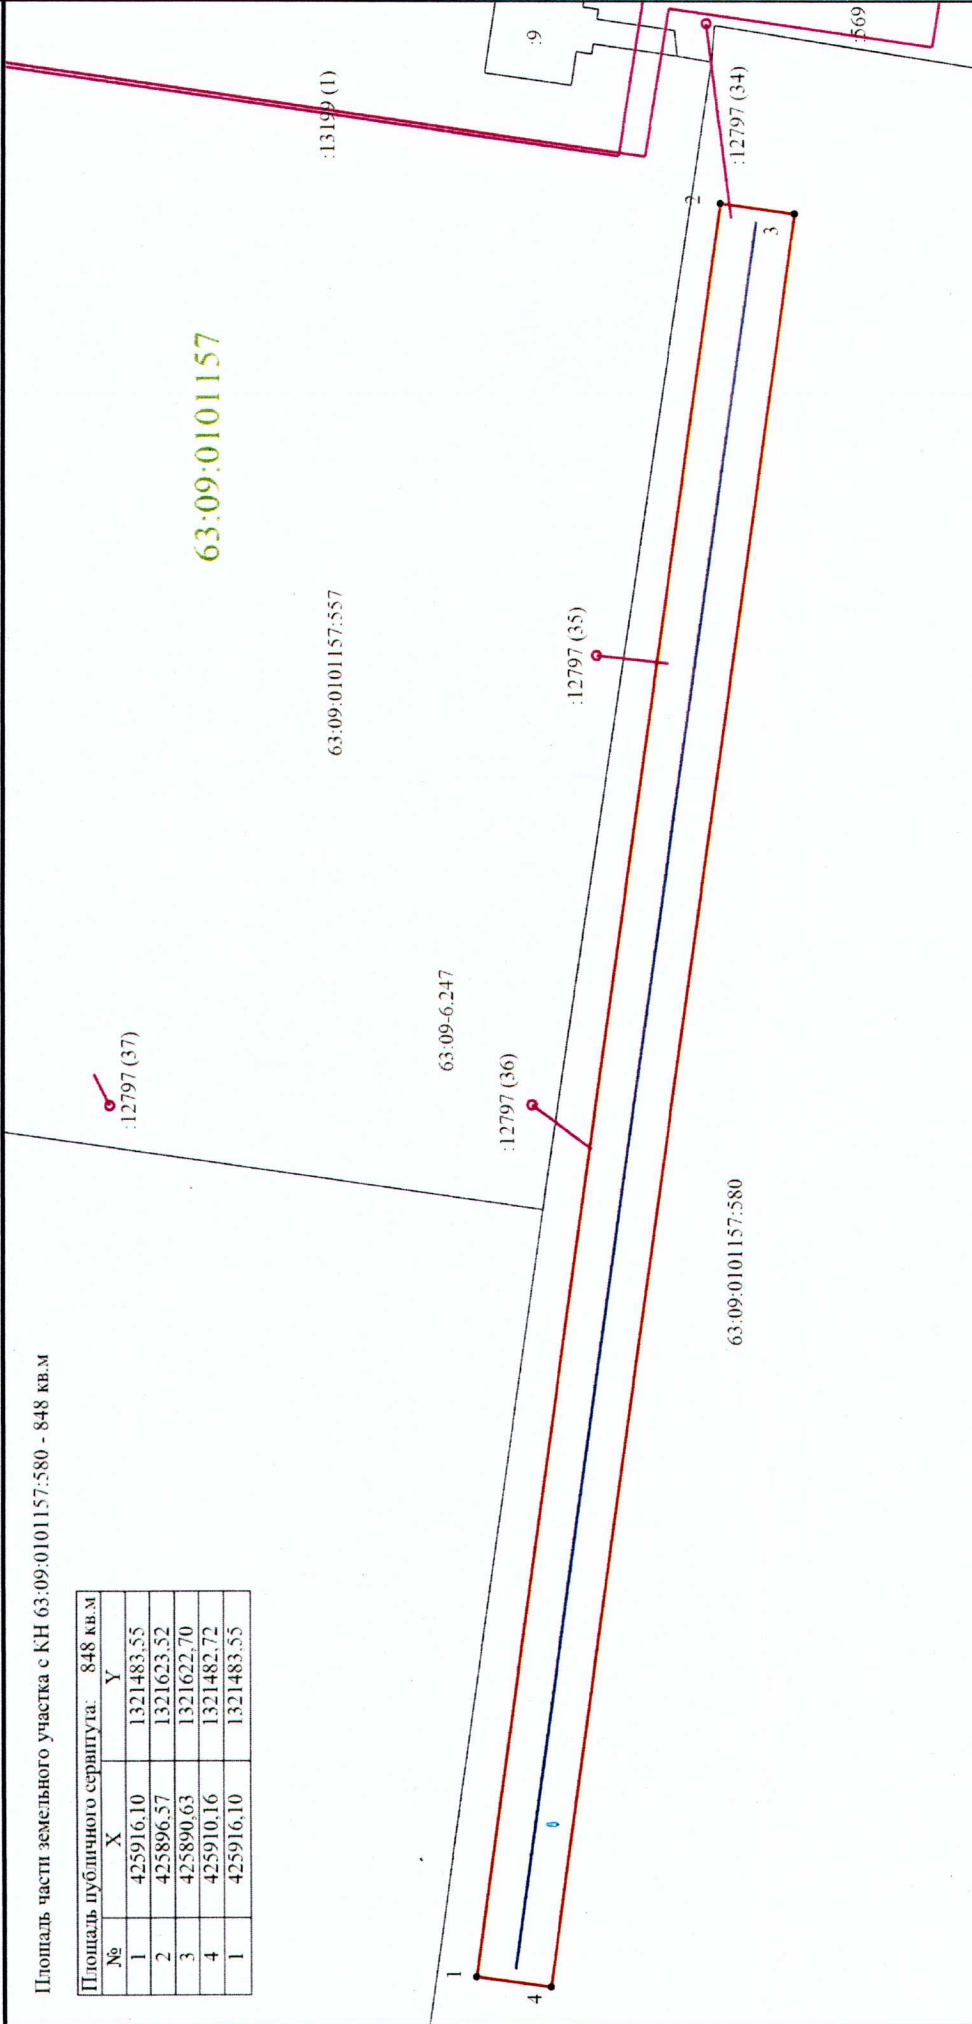 Площадь части земельного участка с КН 63:09:0101157:580 - 848 кв.м
Площадь публичного сервитута: 848 кв.м
№ X Y
1 425916,10 1321483,55
2 425896,57 1321623,52
3 425890,63 1321622,70
4 425910,16 1321482,72
1 425916,10 1321483,55
:12797 (37)
63:09:0101157
:13199 (1)
63:09:0101157:557
63:09-6.247
:9
:12797 (36)
:12797 (35)
:12797 (34)
:569
1
2
3
4
63:09:0101157:580